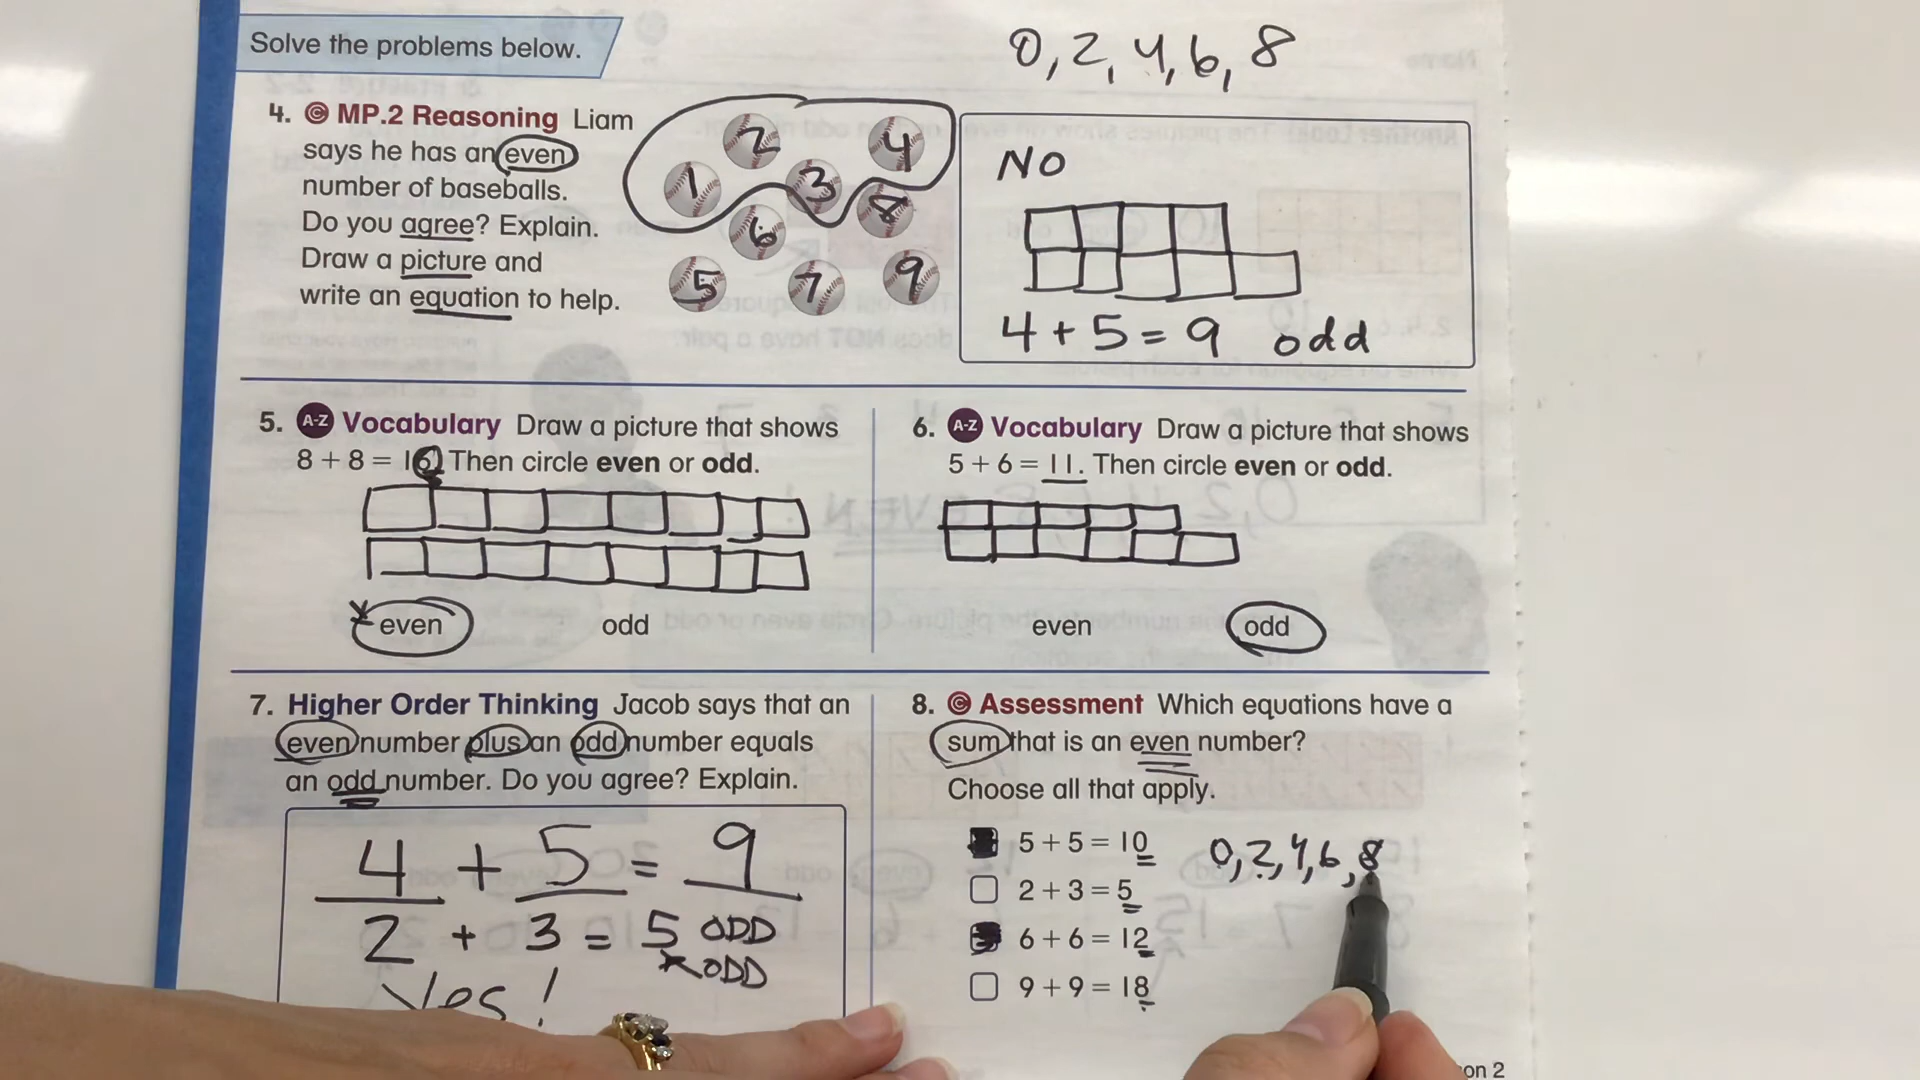 Solve the problems below.
0, 2, 4, 6, 8
4. © MP.2 Reasoning Liam
says he has an even
number of baseballs.
Do you agree? Explain.
Draw a picture and
write an equation to help.
2 4
1 3
6 8
5 7 9
NO
4 + 5 = 9 odd
5. A-Z Vocabulary Draw a picture that shows
8 + 8 = 16. Then circle even or odd.
even odd
6. A-Z Vocabulary Draw a picture that shows
5 + 6 = 11. Then circle even or odd.
even odd
7. Higher Order Thinking Jacob says that an
even number plus an odd number equals
an odd number. Do you agree? Explain.
4 + 5 = 9
2 + 3 = 5 ODD
ODD
Yes!
8. © Assessment Which equations have a
sum that is an even number?
Choose all that apply.
5 + 5 = 10 0, 2, 4, 6, 8
2 + 3 = 5
6 + 6 = 12
9 + 9 = 18
on 2